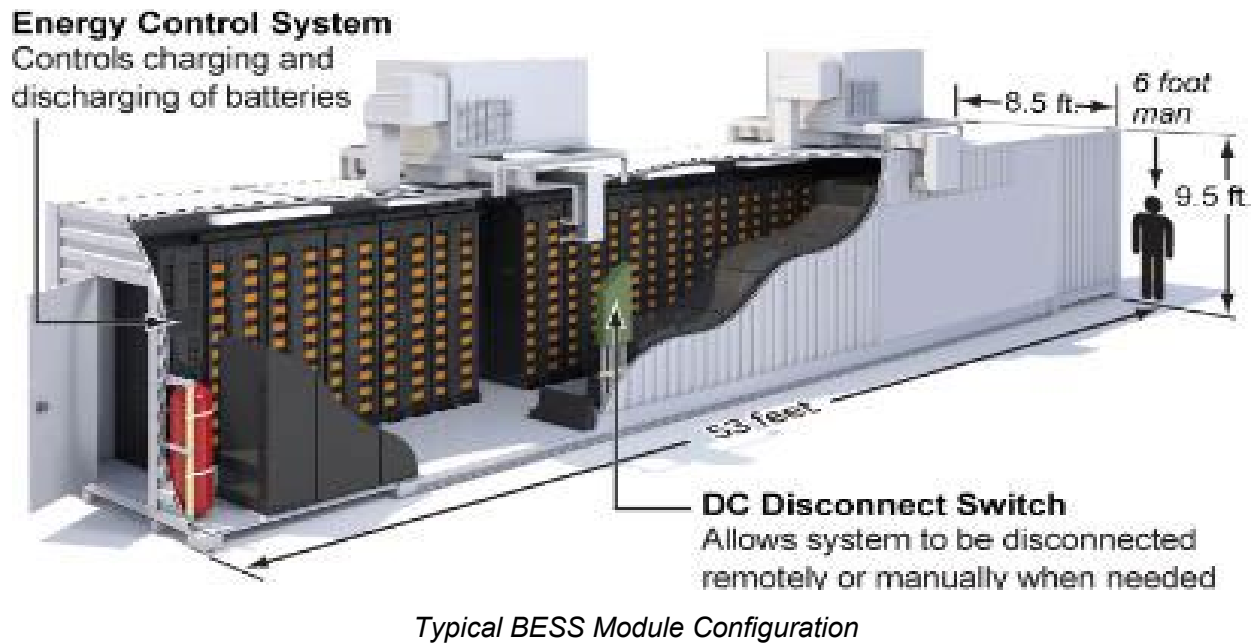 Energy Control System
Controls charging and
discharging of batteries
8.5 ft.
6 foot
man
9.5 ft.
53 feet
DC Disconnect Switch
Allows system to be disconnected
remotely or manually when needed
Typical BESS Module Configuration